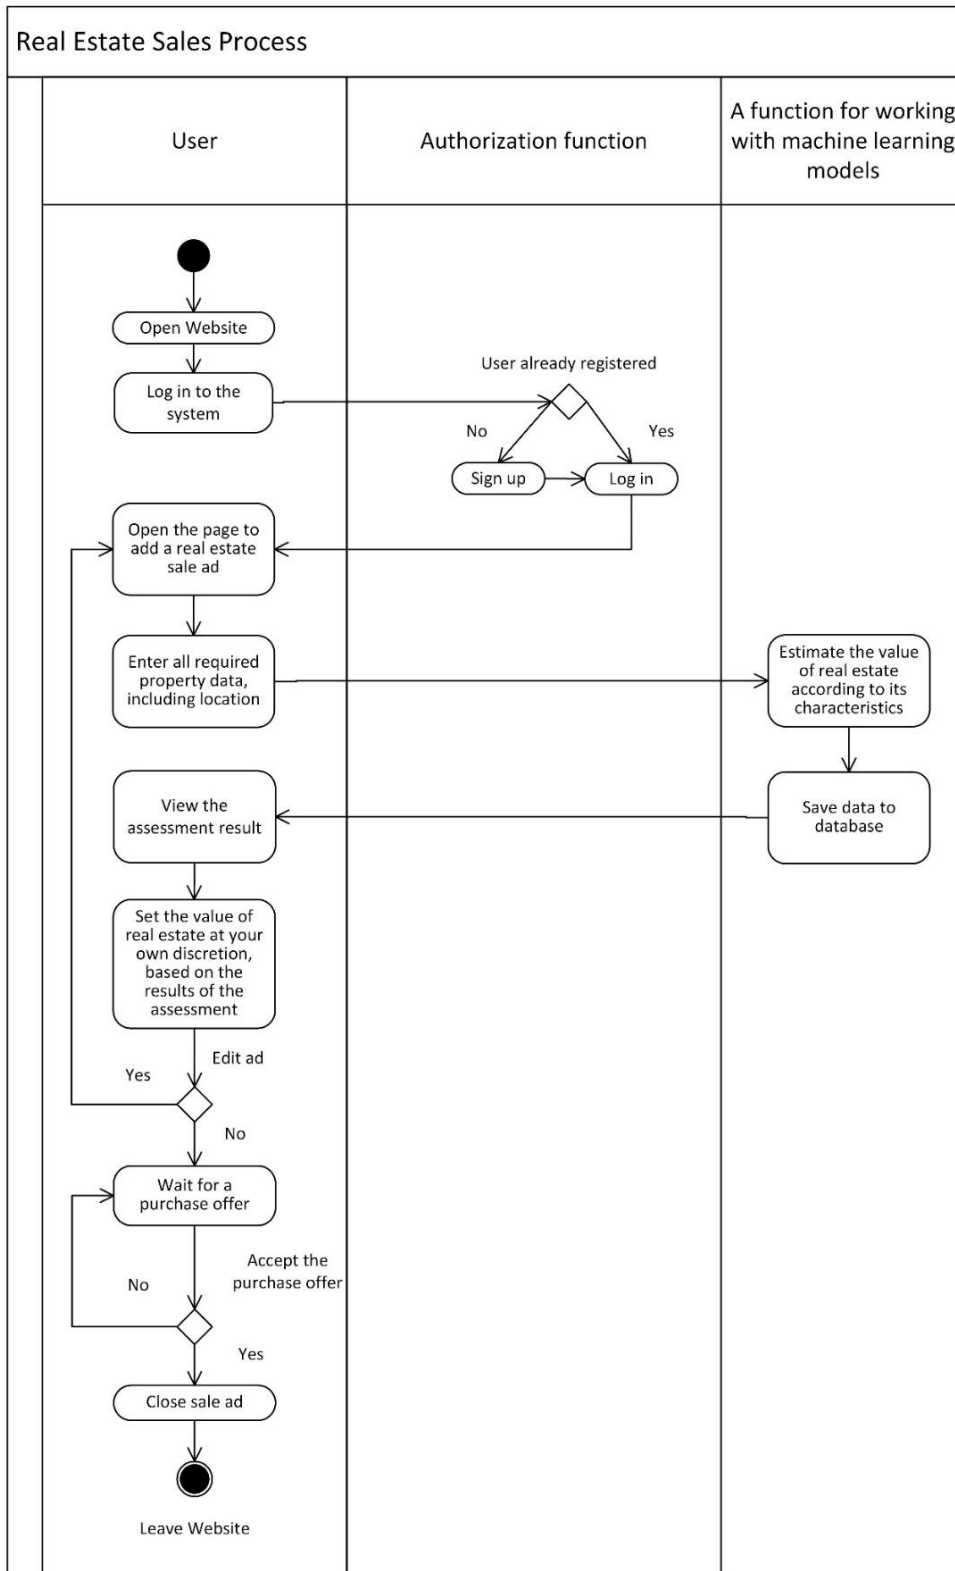 Real Estate Sales Process
User
Authorization function
A function for working
with machine learning
models
Open Website
Log in to the
system
User already registered
No
Yes
Sign up
Log in
Open the page to
add a real estate
sale ad
Enter all required
property data,
including location
Estimate the value
of real estate
according to its
characteristics
Save data to
database
View the
assessment result
Set the value of
real estate at your
own discretion,
based on the
results of the
assessment
Edit ad
Yes
No
Wait for a
purchase offer
Accept the
purchase offer
No
Yes
Close sale ad
Leave Website